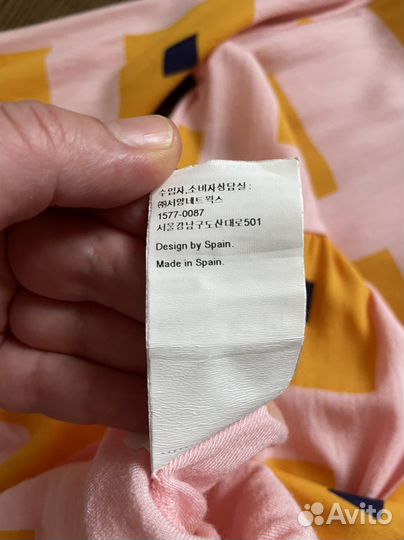 수입자,소비자상담실 :
㈜서양네트웍스
1577-0087
서울강남구도산대로501
Design by Spain.
Made in Spain.
Avito